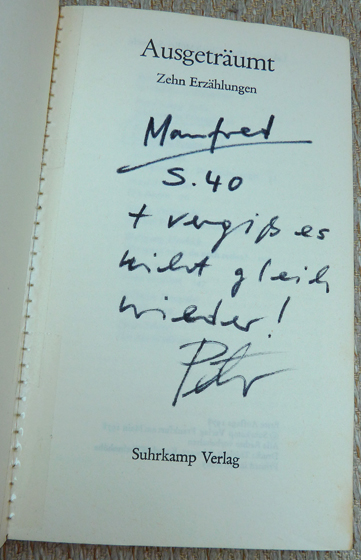 Ausgeträumt
Zehn Erzählungen
Manfred
S. 40
+ vergiß es
nicht gleich
wieder!
Peter
Suhrkamp Verlag